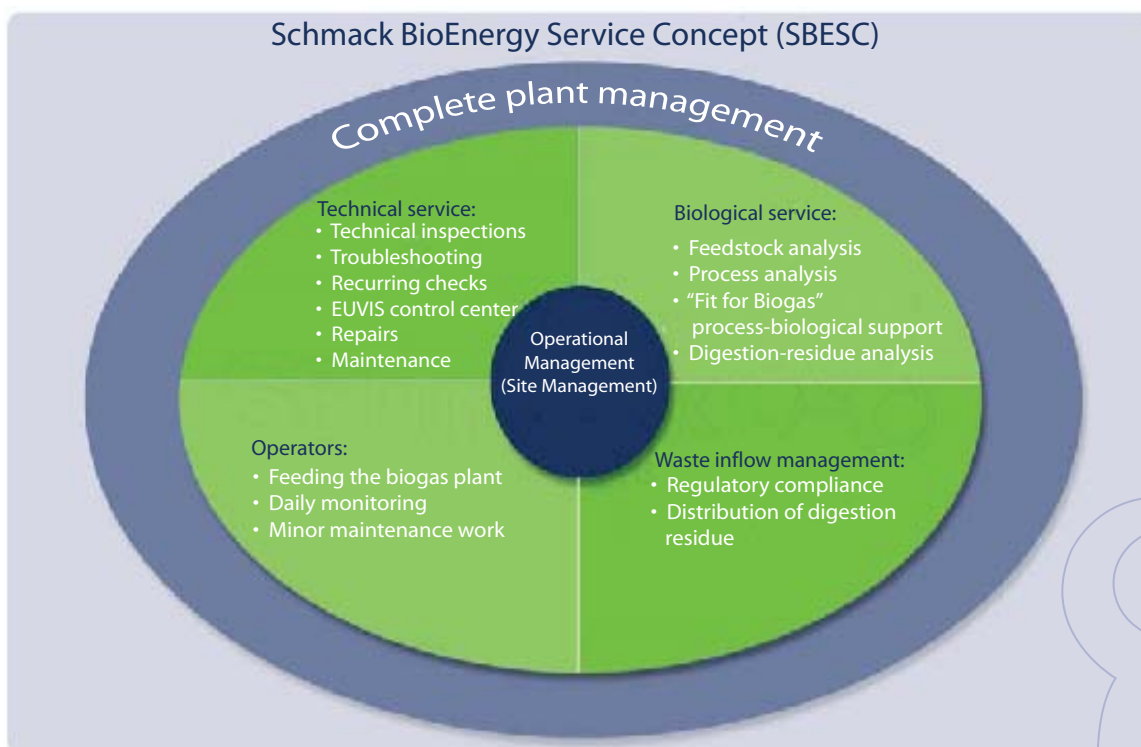 Schmack BioEnergy Service Concept (SBESC)
Complete plant management
Technical service:
• Technical inspections
• Troubleshooting
• Recurring checks
• EUVIS control center
• Repairs
• Maintenance
Biological service:
• Feedstock analysis
• Process analysis
• “Fit for Biogas”
process-biological support
• Digestion-residue analysis
Operational
Management
(Site Management)
Operators:
• Feeding the biogas plant
• Daily monitoring
• Minor maintenance work
Waste inflow management:
• Regulatory compliance
• Distribution of digestion
residue